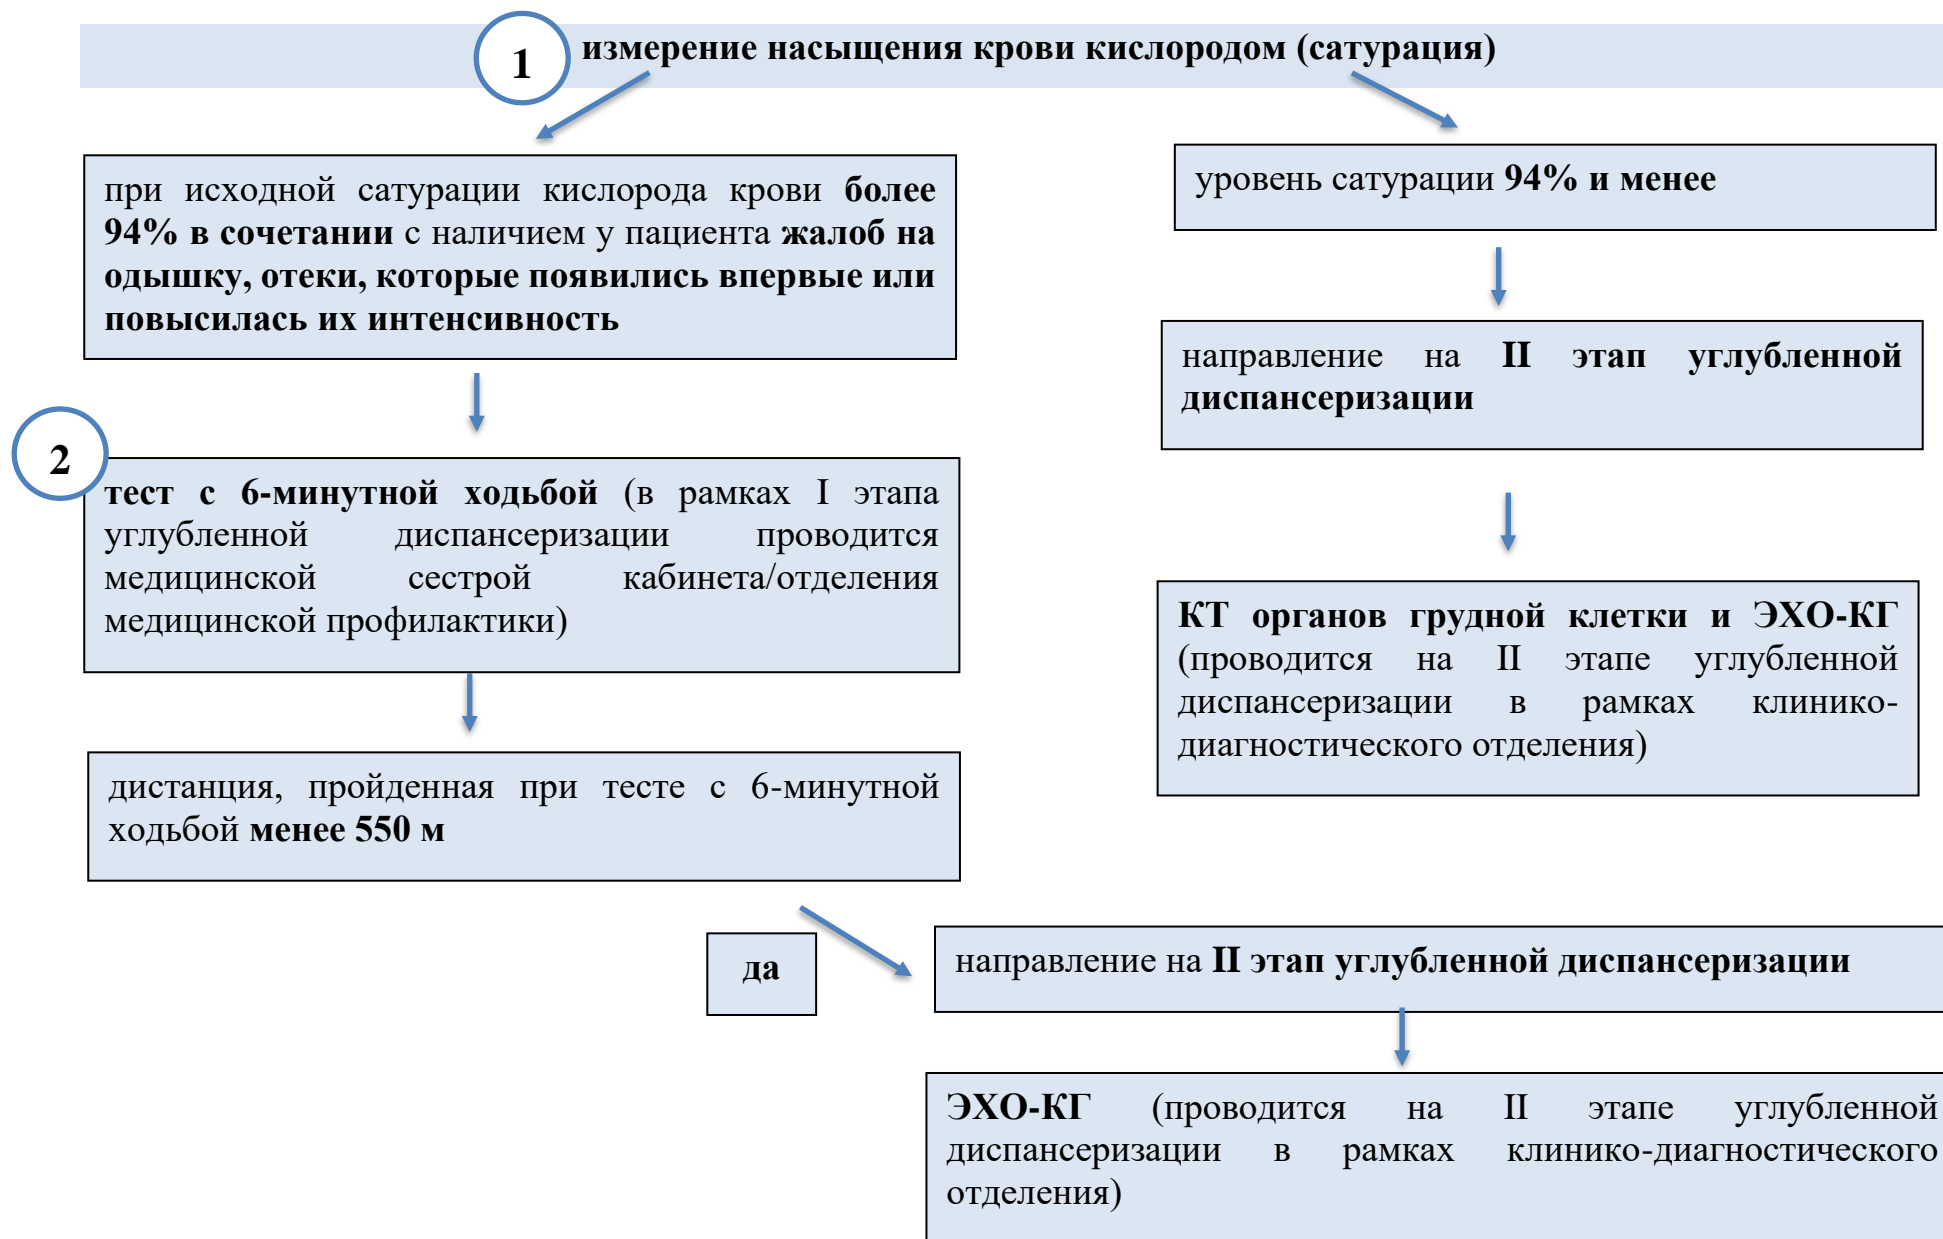 1
измерение насыщения крови кислородом (сатурация)
при исходной сатурации кислорода крови более
94% в сочетании с наличием у пациента жалоб на
одышку, отеки, которые появились впервые или
повысилась их интенсивность
уровень сатурации 94% и менее
направление на II этап углубленной
диспансеризации
2
тест с 6-минутной ходьбой (в рамках I этапа
углубленной диспансеризации проводится
медицинской сестрой кабинета/отделения
медицинской профилактики)
КТ органов грудной клетки и ЭХО-КГ
(проводится на II этапе углубленной
диспансеризации в рамках клинико-
диагностического отделения)
дистанция, пройденная при тесте с 6-минутной
ходьбой менее 550 м
да
направление на II этап углубленной диспансеризации
ЭХО-КГ (проводится на II этапе углубленной
диспансеризации в рамках клинико-диагностического
отделения)